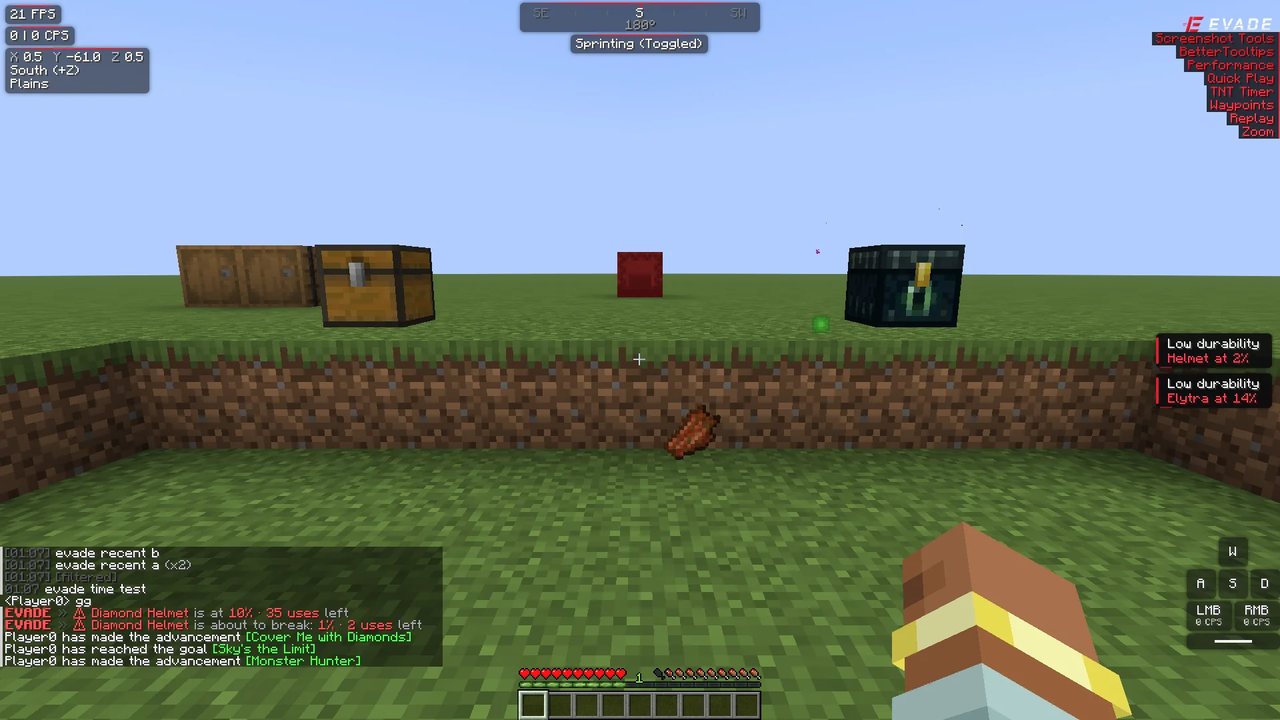 21 FPS
0 | 0 CPS
X 0.5 Y -61.0 Z 0.5
South (+Z)
Plains
SE S SW
180°
Sprinting (Toggled)
EVADE
Screenshot Tools
BetterTooltips
Performance
Quick Play
TNT Timer
Waypoints
Replay
Zoom
Low durability
Helmet at 2%
Low durability
Elytra at 14%
[01:07] evade recent b
[01:07] evade recent a (x2)
[01:07] [filtered]
01:07 evade time test
<Player0> gg
EVADE » ⚠ Diamond Helmet is at 10% · 35 uses left
EVADE » ⚠ Diamond Helmet is about to break: 1% · 2 uses left
Player0 has made the advancement [Cover Me with Diamonds]
Player0 has reached the goal [Sky's the Limit]
Player0 has made the advancement [Monster Hunter]
1
W
A S D
LMB RMB
0 CPS 0 CPS